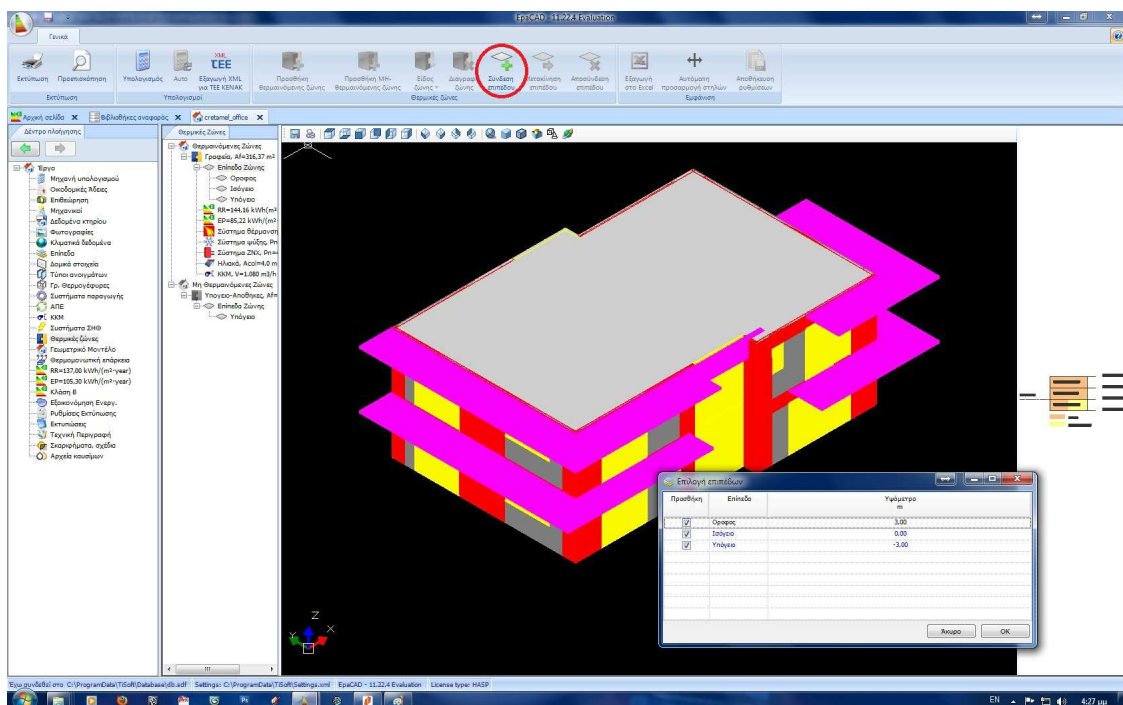 EpaCAD - 11.22.4 Evaluation
Γενικά
Εκτύπωση
Προεπισκόπηση
Υπολογισμός
Auto
XML
ΤΕΕ
Εξαγωγή XML
για ΤΕΕ ΚΕΝΑΚ
Προσθήκη
θερμαινόμενης ζώνης
Προσθήκη ΜΗ-
θερμαινόμενης ζώνης
Είδος
ζώνης
Διαγραφή
ζώνης
Σύνδεση
επιπέδου
Μετακίνηση
επιπέδου
Αποσύνδεση
επιπέδου
Εξαγωγή
στο Excel
Αυτόματη
προσαρμογή στηλών
Αποθήκευση
ρυθμίσεων
Εκτύπωση
Υπολογισμοί
Θερμικές ζώνες
Εμφάνιση
Αρχική σελίδα
Βιβλιοθήκες αναφοράς
cretamel_office
Δέντρο πλοήγησης
Έργο
Μηχανή υπολογισμού
Οικοδομικές Άδειες
Επιθεώρηση
Μηχανικοί
Δεδομένα κτηρίου
Φωτογραφίες
Κλιματικά δεδομένα
Επίπεδα
Δομικά στοιχεία
Τύποι ανοιγμάτων
Γρ. Θερμογέφυρες
Συστήματα παραγωγής
ΑΠΕ
ΚΚΜ
Συστήματα ΣΗΘ
Θερμικές ζώνες
Γεωμετρικό Μοντέλο
Θερμομονωτική επάρκεια
RR=137,00 kWh/(m²·year)
EP=105,30 kWh/(m²·year)
Κλάση Β
Εξοικονόμηση Ενεργ.
Ρυθμίσεις Εκτύπωσης
Εκτυπώσεις
Τεχνική Περιγραφή
Σκαριφήματα, σχέδια
Αρχεία καυσίμων
Θερμικές Ζώνες
Θερμαινόμενες Ζώνες
Γραφεία, Af=316,37 m²
Επίπεδα Ζώνης
Οροφος
Ισόγειο
Υπόγειο
RR=144,16 kWh/(m²
EP=85,22 kWh/(m²
Σύστημα θέρμανση
Σύστημα ψύξης, Pn
Σύστημα ΖΝΧ, Pn=
Ηλιακό, Acol=4,0 m
ΚΚΜ, V=1.080 m3/h
Μη Θερμαινόμενες Ζώνες
Υπογειο-Αποθηκες, Af=
Επίπεδα Ζώνης
Υπόγειο
Z
Y
X
Επιλογή επιπέδων
Προσθήκη
Επίπεδο
Υψόμετρο
m
Οροφος
3,00
Ισόγειο
0,00
Υπόγειο
-3,00
Άκυρο
OK
Έχω συνδεθεί στο C:\ProgramData\TiSoft\Database\db.sdf
Settings: C:\ProgramData\TiSoft\Settings.xml
EpaCAD - 11.22.4 Evaluation
License type: HASP
EN
4:27 μμ